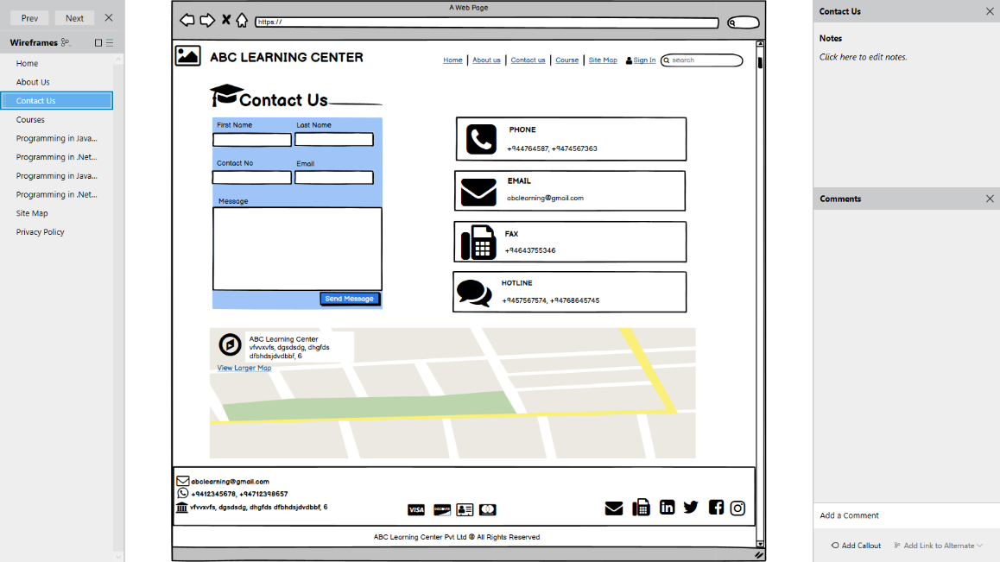 Prev
Next
Wireframes
Home
About Us
Contact Us
Courses
Programming in Java...
Programming in .Net...
Programming in Java...
Programming in .Net...
Site Map
Privacy Policy
A Web Page
https://
ABC LEARNING CENTER
Home
About us
Contact us
Course
Site Map
Sign In
search
Contact Us
First Name
Last Name
Contact No
Email
Message
Send Message
PHONE
+944764587, +9474567363
EMAIL
abclearning@gmail.com
FAX
+94643755346
HOTLINE
+9457567574, +94768645745
ABC Learning Center
vfvvxvfs, dgsdsdg, dhgfds
dfbhdsjdvdbbf, 6
View Larger Map
abclearning@gmail.com
+9412345678, +94712398657
vfvvxvfs, dgsdsdg, dhgfds dfbhdsjdvdbbf, 6
VISA
DISCOVER
ABC Learning Center Pvt Ltd @ All Rights Reserved
Contact Us
Notes
Click here to edit notes.
Comments
Add a Comment
Add Callout
Add Link to Alternate